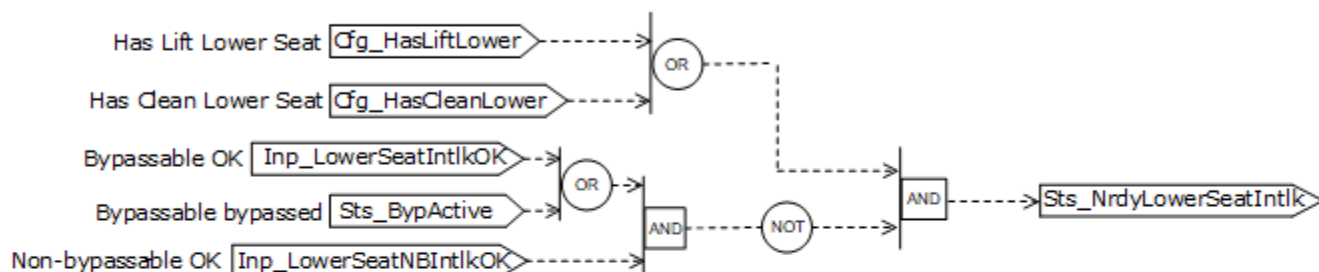 Has Lift Lower Seat Cfg_HasLiftLower
OR
Has Clean Lower Seat Cfg_HasCleanLower
Bypassable OK Inp_LowerSeatIntlkOK
OR
AND
Sts_NrdyLowerSeatIntlk
Bypassable bypassed Sts_BypActive
AND
NOT
Non-bypassable OK Inp_LowerSeatNBIntlkOK